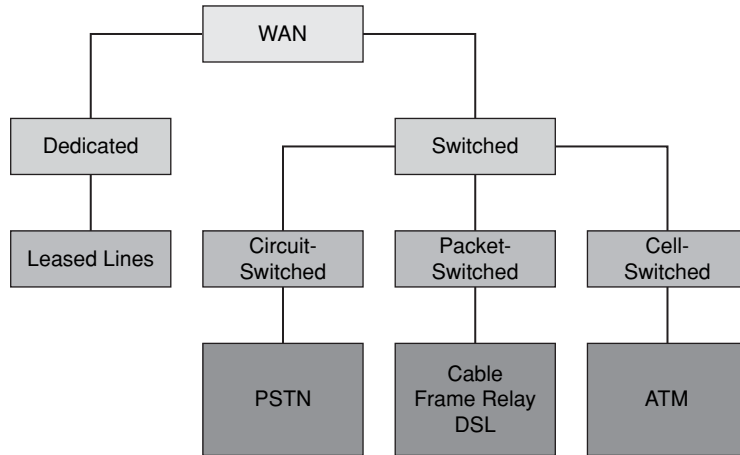 WAN
Dedicated
Switched
Leased Lines
Circuit-
Switched
Packet-
Switched
Cell-
Switched
PSTN
Cable
Frame Relay
DSL
ATM